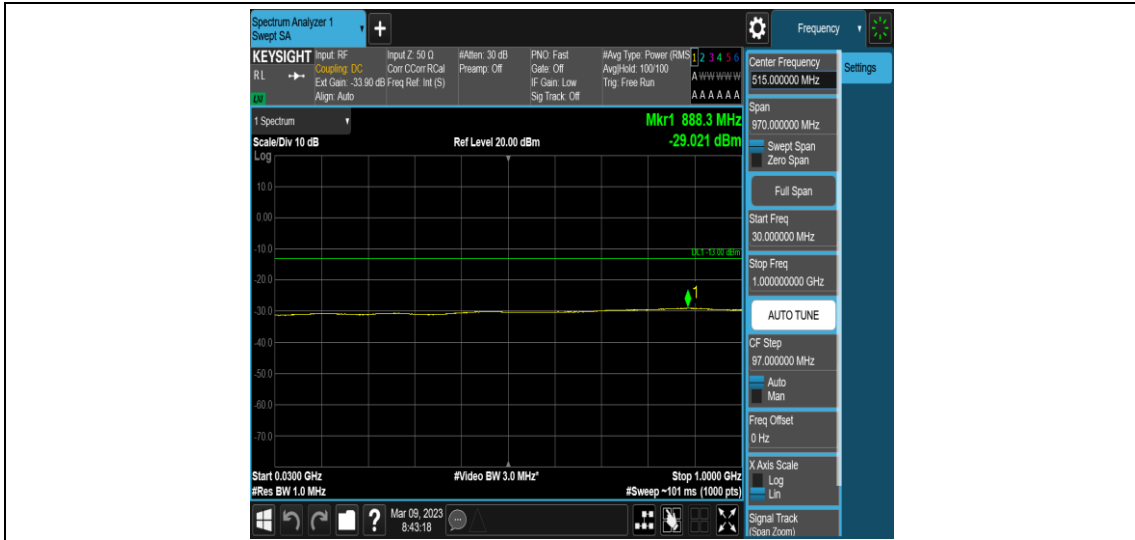 Spectrum Analyzer 1
Swept SA
+
Frequency
KEYSIGHT
RL
LXI
Input: RF
Coupling: DC
Ext Gain: -33.90 dB
Align: Auto
Input Z: 50 Ω
Corr CCorr RCal
Freq Ref: Int (S)
#Atten: 30 dB
Preamp: Off
PNO: Fast
Gate: Off
IF Gain: Low
Sig Track: Off
#Avg Type: Power (RMS
Avg|Hold: 100/100
Trig: Free Run
1 2 3 4 5 6
A W W W W W
A A A A A A
1 Spectrum
Mkr1 888.3 MHz
Scale/Div 10 dB
Ref Level 20.00 dBm
-29.021 dBm
Log
10.0
0.00
-10.0
DL1 -13.00 dBm
-20.0
1
-30.0
-40.0
-50.0
-60.0
-70.0
Start 0.0300 GHz
#Video BW 3.0 MHz*
Stop 1.0000 GHz
#Res BW 1.0 MHz
#Sweep ~101 ms (1000 pts)
?
Mar 09, 2023
8:43:18
Center Frequency
515.000000 MHz
Settings
Span
970.000000 MHz
Swept Span
Zero Span
Full Span
Start Freq
30.000000 MHz
Stop Freq
1.000000000 GHz
AUTO TUNE
CF Step
97.000000 MHz
Auto
Man
Freq Offset
0 Hz
X Axis Scale
Log
Lin
Signal Track
(Span Zoom)